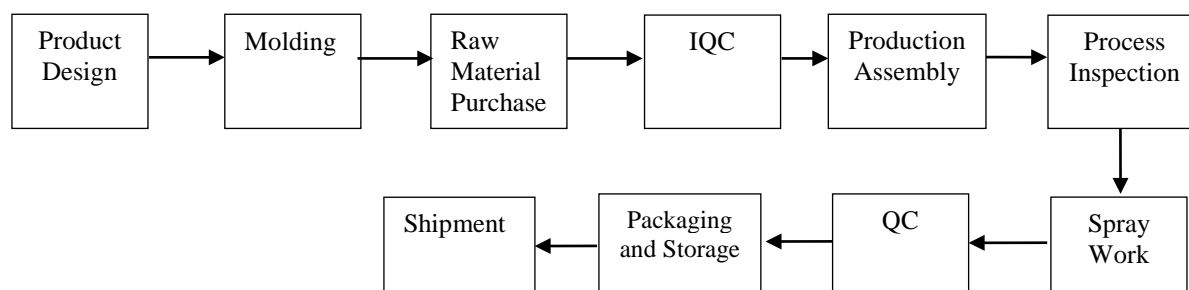 Product
Design
Molding
Raw
Material
Purchase
IQC
Production
Assembly
Process
Inspection
Spray
Work
QC
Packaging
and Storage
Shipment